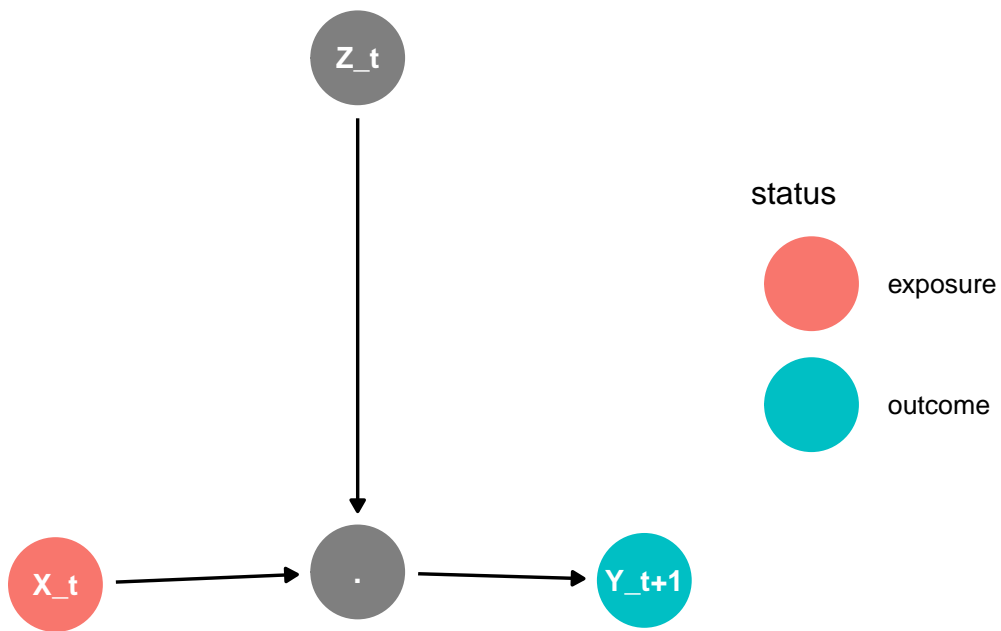 Z_t
status
exposure
outcome
X_t
.
Y_t+1